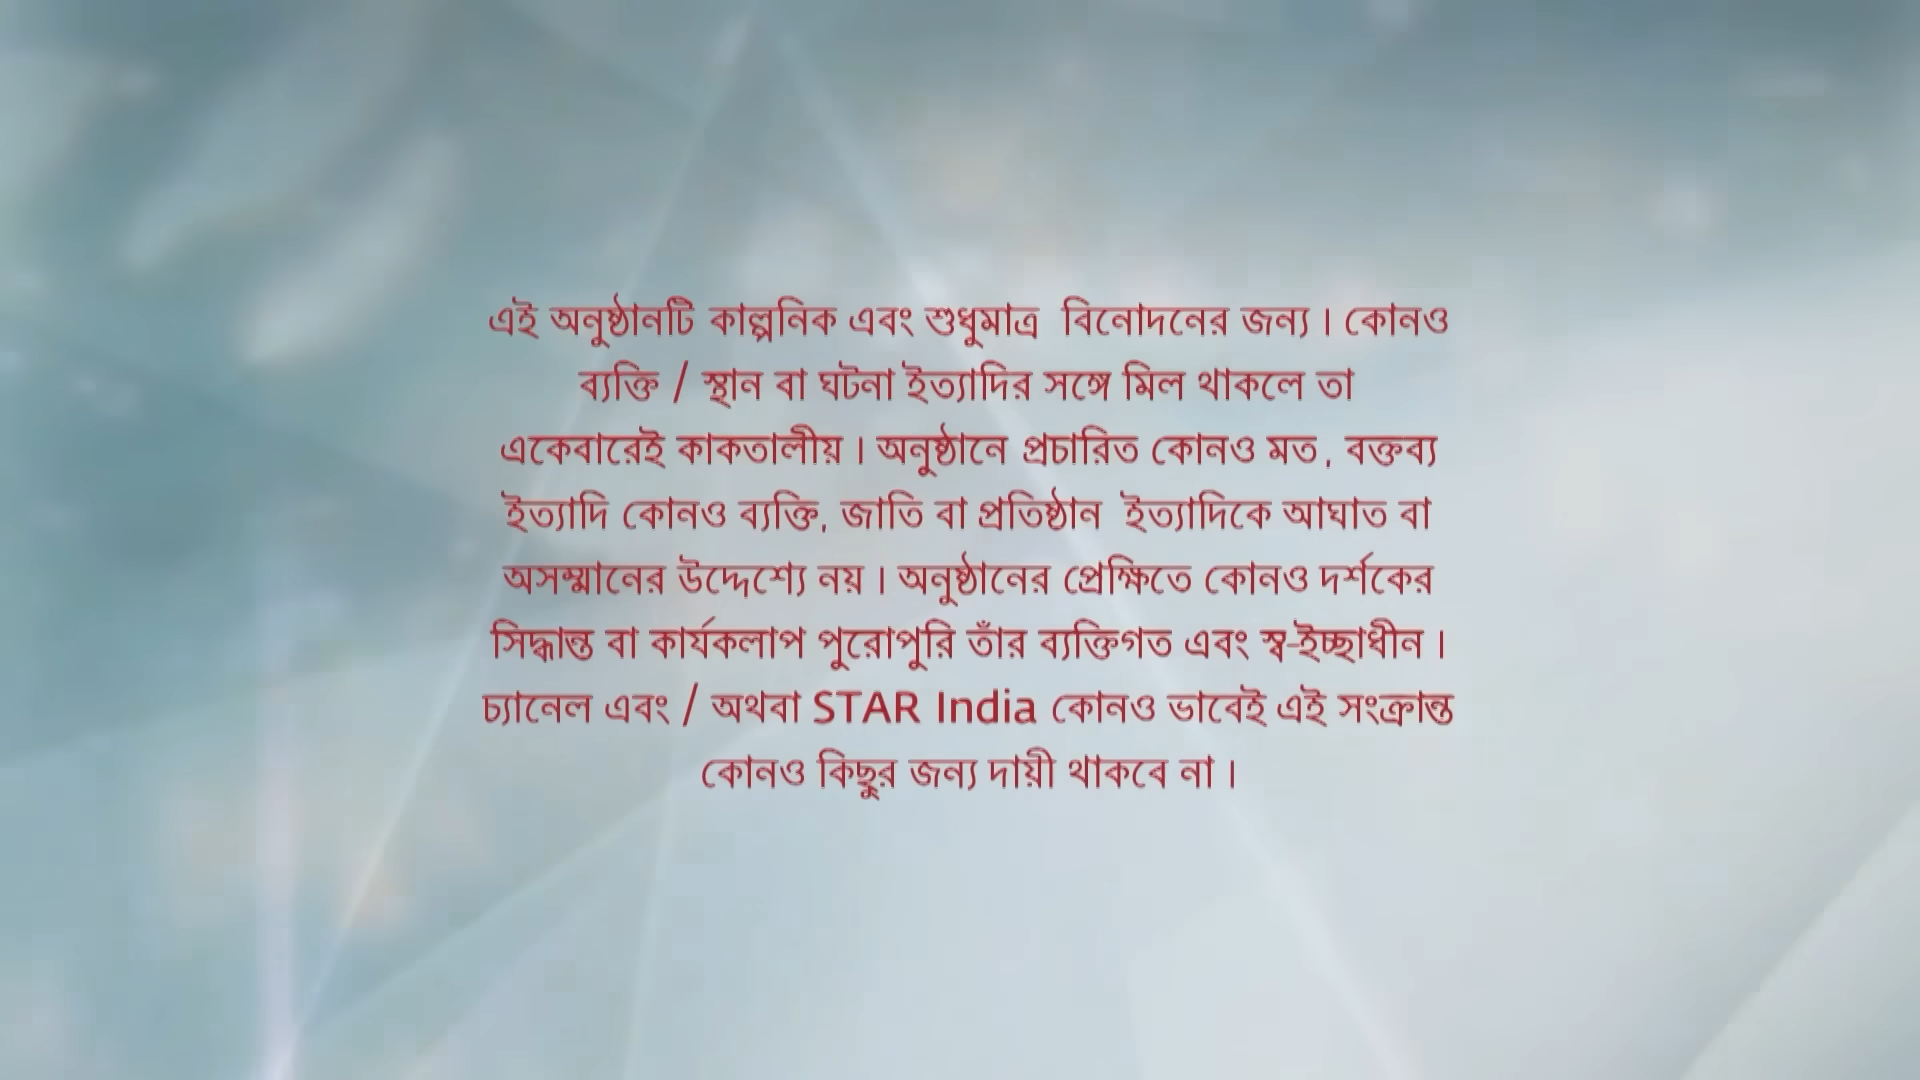 এই অনুষ্ঠানটি কাল্পনিক এবং শুধুমাত্র বিনোদনের জন্য । কোনও
ব্যক্তি / স্থান বা ঘটনা ইত্যাদির সঙ্গে মিল থাকলে তা
একেবারেই কাকতালীয় । অনুষ্ঠানে প্রচারিত কোনও মত , বক্তব্য
ইত্যাদি কোনও ব্যক্তি, জাতি বা প্রতিষ্ঠান ইত্যাদিকে আঘাত বা
অসম্মানের উদ্দেশ্যে নয় । অনুষ্ঠানের প্রেক্ষিতে কোনও দর্শকের
সিদ্ধান্ত বা কার্যকলাপ পুরোপুরি তাঁর ব্যক্তিগত এবং স্ব-ইচ্ছাধীন ।
চ্যানেল এবং / অথবা STAR India কোনও ভাবেই এই সংক্রান্ত
কোনও কিছুর জন্য দায়ী থাকবে না ।